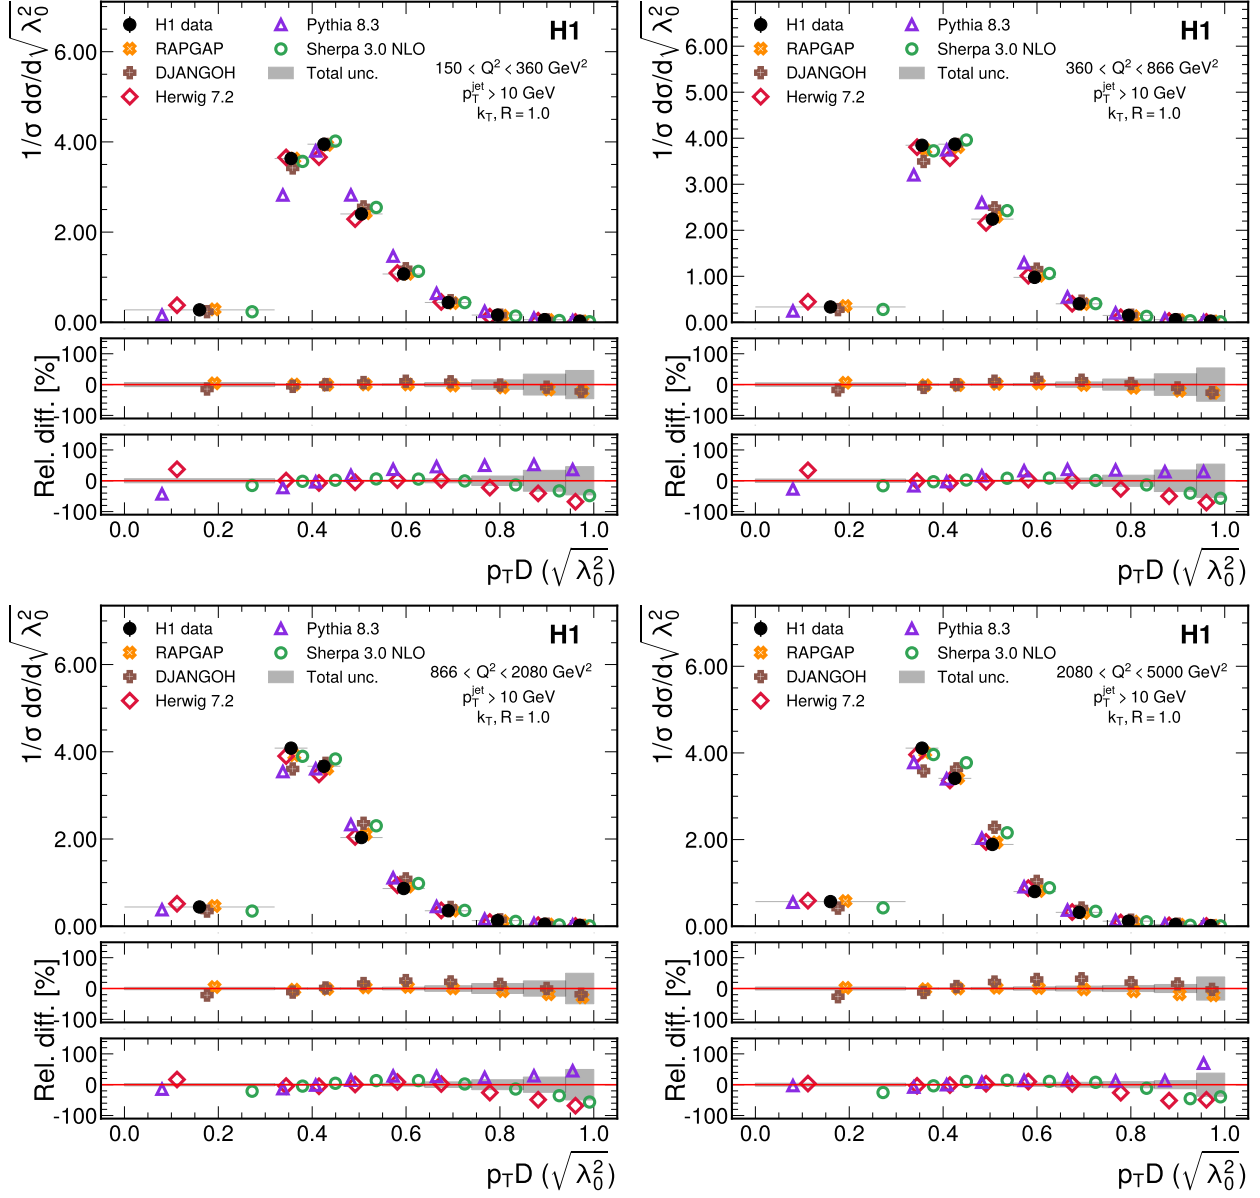 1/σ dσ/d√λ₀²
H1 data
RAPGAP
DJANGOH
Herwig 7.2
Pythia 8.3
Sherpa 3.0 NLO
Total unc.
H1
150 < Q² < 360 GeV²
p_T^jet > 10 GeV
k_T, R = 1.0
6.00
4.00
2.00
0.00
100
0
-100
100
0
-100
Rel. diff. [%]
0.0 0.2 0.4 0.6 0.8 1.0
p_TD (√λ₀²)
1/σ dσ/d√λ₀²
H1 data
RAPGAP
DJANGOH
Herwig 7.2
Pythia 8.3
Sherpa 3.0 NLO
Total unc.
H1
360 < Q² < 866 GeV²
p_T^jet > 10 GeV
k_T, R = 1.0
6.00
5.00
4.00
3.00
2.00
1.00
0.00
100
0
-100
100
0
-100
Rel. diff. [%]
0.0 0.2 0.4 0.6 0.8 1.0
p_TD (√λ₀²)
1/σ dσ/d√λ₀²
H1 data
RAPGAP
DJANGOH
Herwig 7.2
Pythia 8.3
Sherpa 3.0 NLO
Total unc.
H1
866 < Q² < 2080 GeV²
p_T^jet > 10 GeV
k_T, R = 1.0
6.00
4.00
2.00
0.00
100
0
-100
100
0
-100
Rel. diff. [%]
0.0 0.2 0.4 0.6 0.8 1.0
p_TD (√λ₀²)
1/σ dσ/d√λ₀²
H1 data
RAPGAP
DJANGOH
Herwig 7.2
Pythia 8.3
Sherpa 3.0 NLO
Total unc.
H1
2080 < Q² < 5000 GeV²
p_T^jet > 10 GeV
k_T, R = 1.0
6.00
4.00
2.00
0.00
100
0
-100
100
0
-100
Rel. diff. [%]
0.0 0.2 0.4 0.6 0.8 1.0
p_TD (√λ₀²)